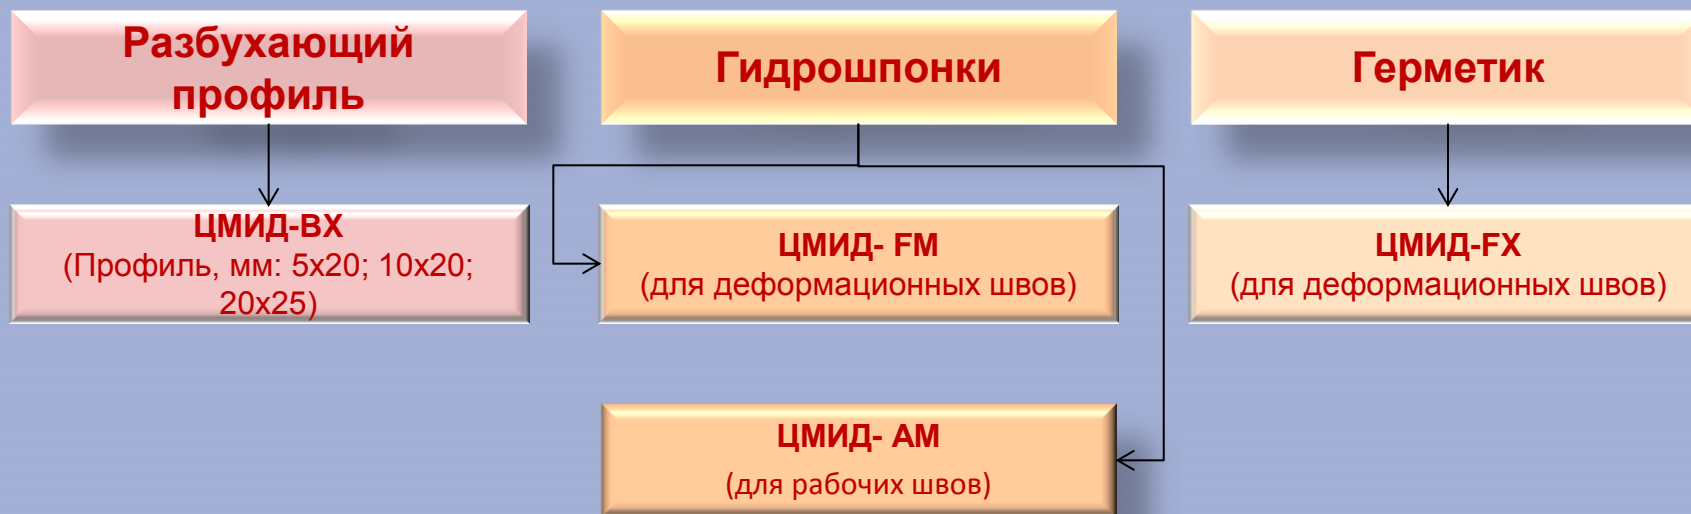 Разбухающий
профиль
Гидрошпонки
Герметик
ЦМИД-ВХ
(Профиль, мм: 5х20; 10х20;
20х25)
ЦМИД- FM
(для деформационных швов)
ЦМИД-FX
(для деформационных швов)
ЦМИД- АМ
(для рабочих швов)